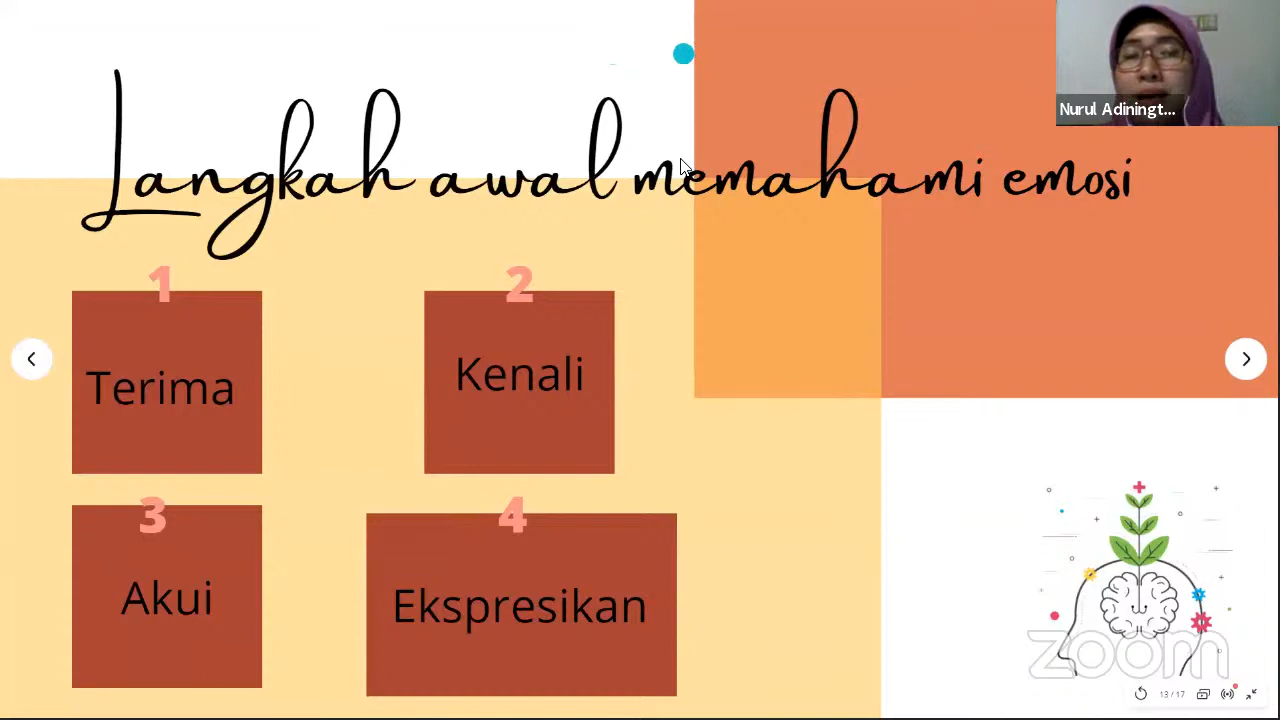 Nurul Adiningt...
Langkah awal memahami emosi
1
Terima
2
Kenali
3
Akui
4
Ekspresikan
zoom
13 / 17